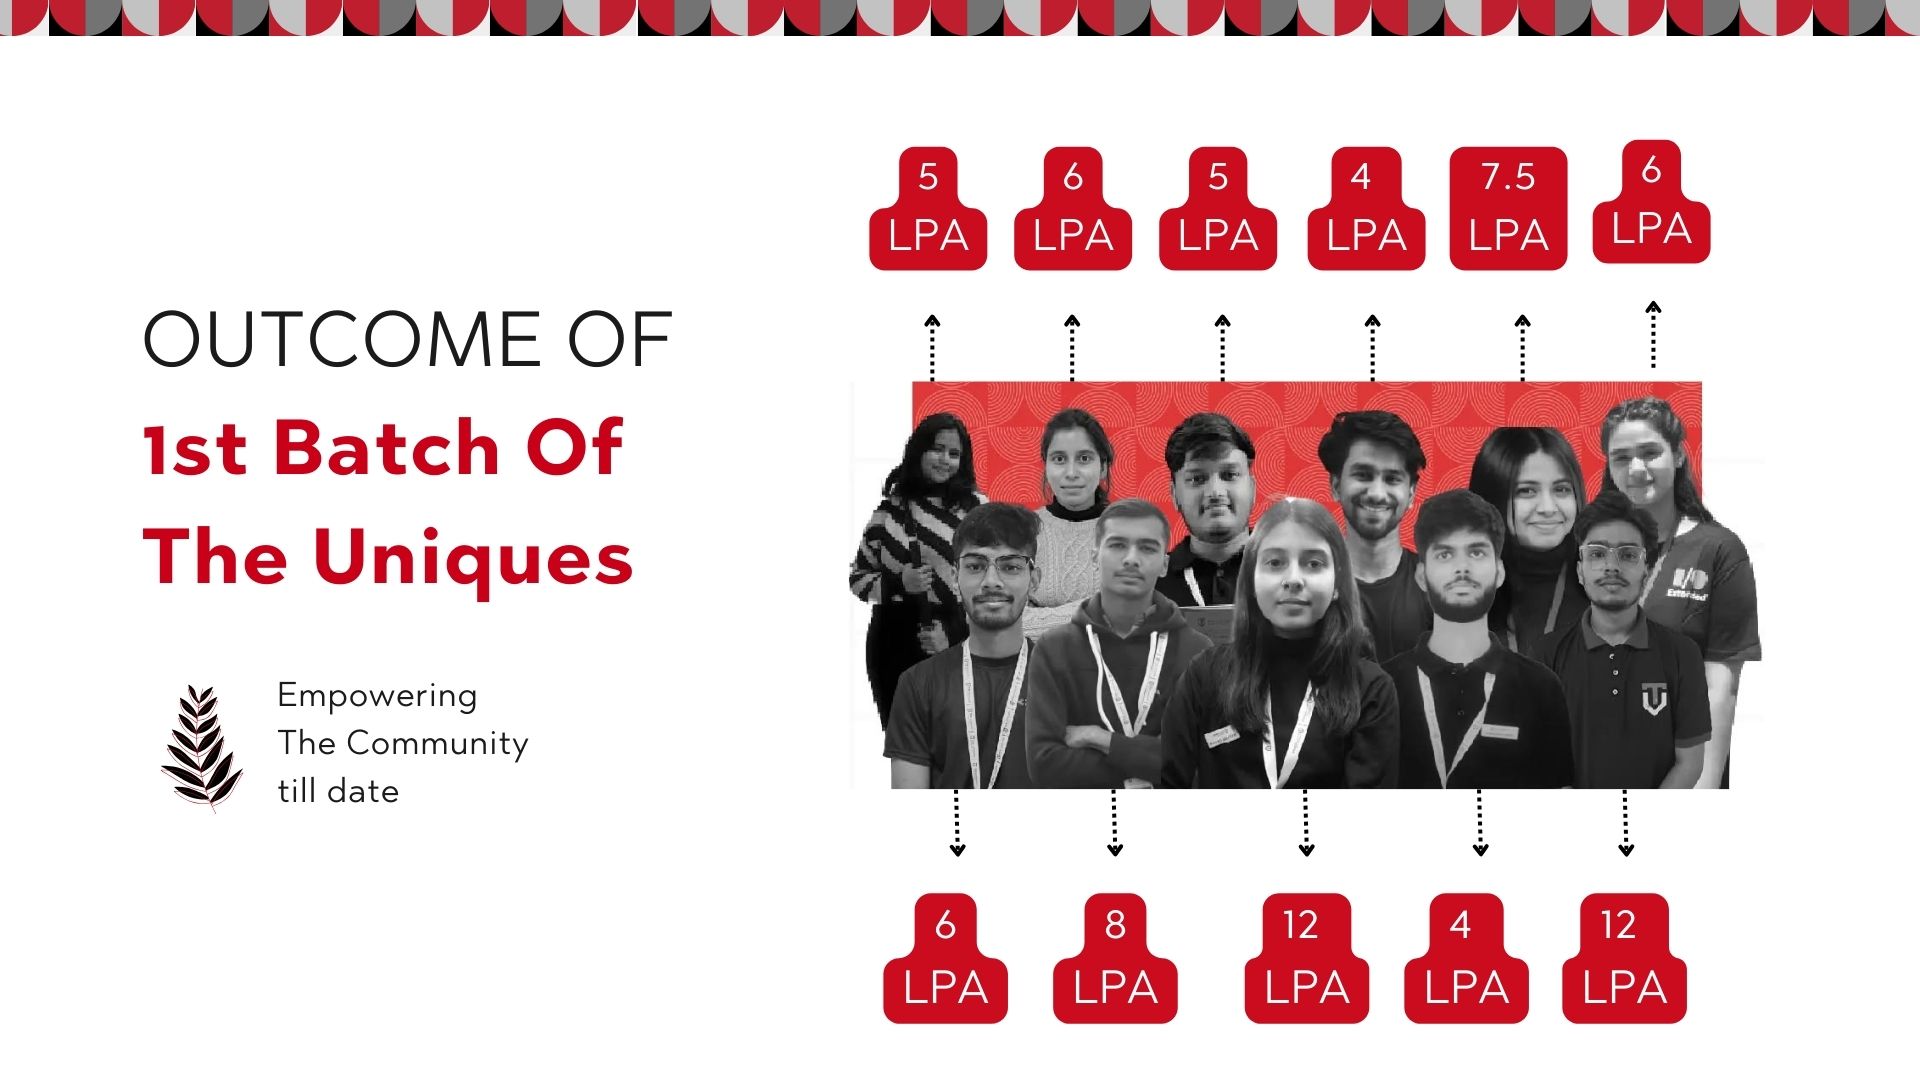 OUTCOME OF
1st Batch Of
The Uniques
Empowering
The Community
till date
5
LPA
6
LPA
5
LPA
4
LPA
7.5
LPA
6
LPA
6
LPA
8
LPA
12
LPA
4
LPA
12
LPA